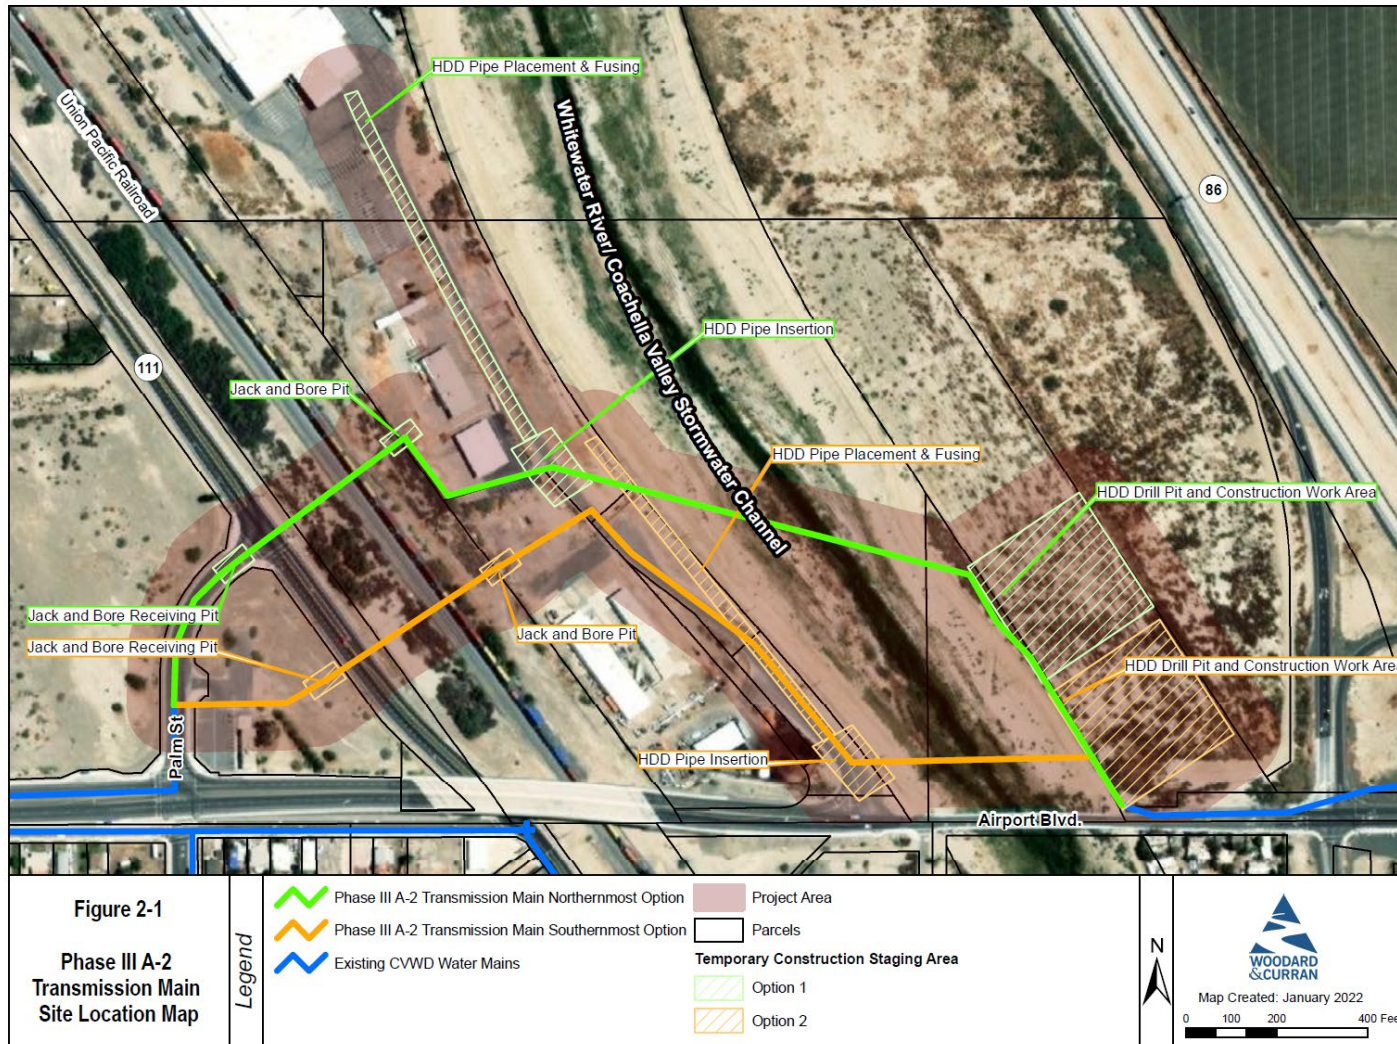 HDD Pipe Placement & Fusing
Union Pacific Railroad
Whitewater River/ Coachella Valley Stormwater Channel
86
HDD Pipe Insertion
111
Jack and Bore Pit
HDD Pipe Placement & Fusing
HDD Drill Pit and Construction Work Area
Jack and Bore Receiving Pit
Jack and Bore Pit
Jack and Bore Receiving Pit
HDD Drill Pit and Construction Work Area
Palm St
HDD Pipe Insertion
Airport Blvd.
Figure 2-1
Phase III A-2
Transmission Main
Site Location Map
Legend
Phase III A-2 Transmission Main Northernmost Option
Phase III A-2 Transmission Main Southernmost Option
Existing CVWD Water Mains
Project Area
Parcels
Temporary Construction Staging Area
Option 1
Option 2
N
WOODARD
&CURRAN
Map Created: January 2022
0 100 200 400 Fee